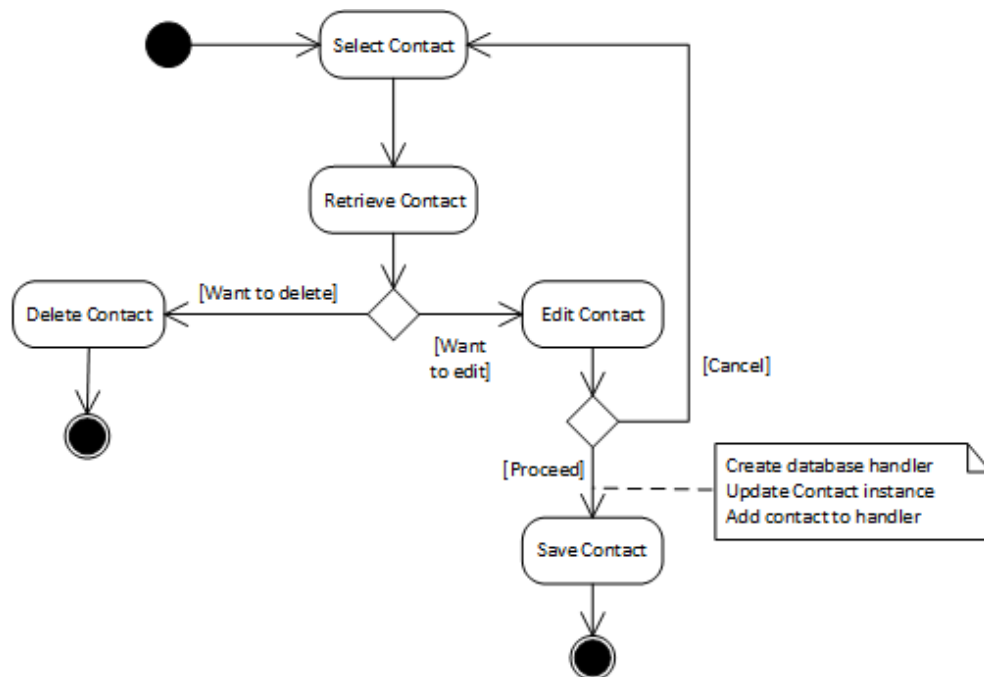 Select Contact
Retrieve Contact
[Want to delete]
Delete Contact
Edit Contact
[Want
to edit]
[Cancel]
[Proceed]
Create database handler
Update Contact instance
Add contact to handler
Save Contact